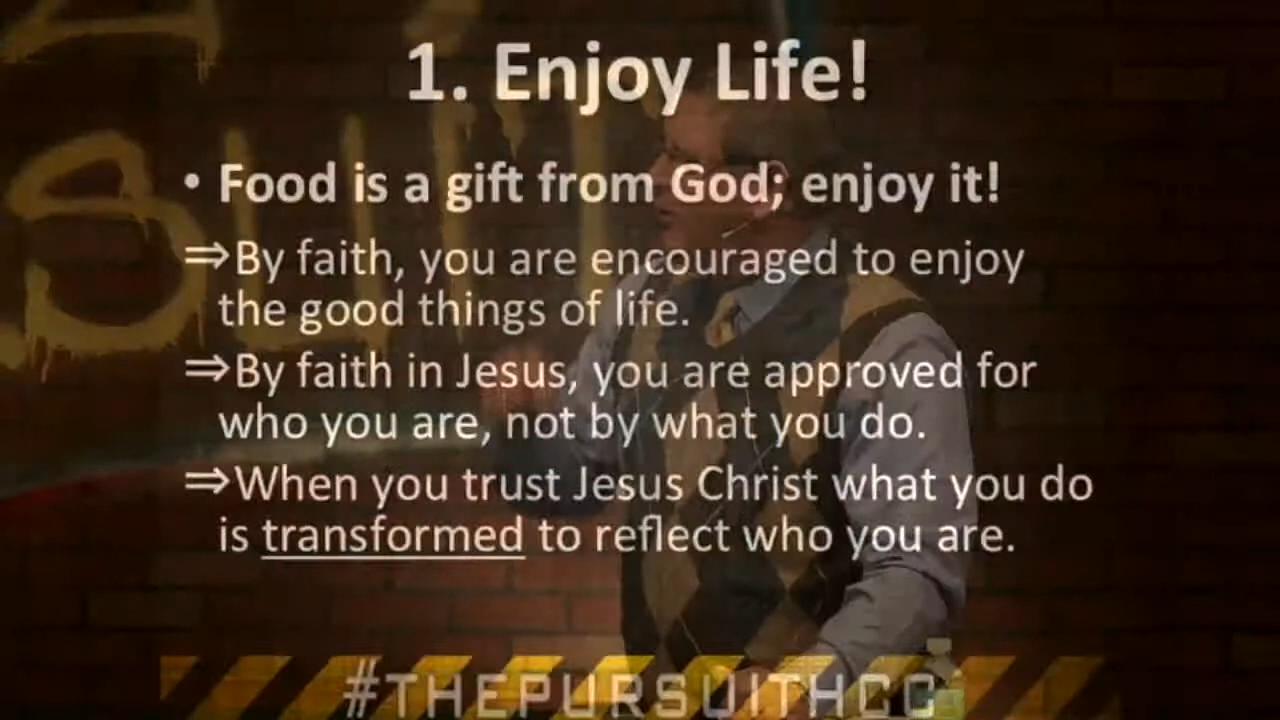 1. Enjoy Life!
• Food is a gift from God; enjoy it!
⇒By faith, you are encouraged to enjoy
the good things of life.
⇒By faith in Jesus, you are approved for
who you are, not by what you do.
⇒When you trust Jesus Christ what you do
is transformed to reflect who you are.
#THEPURSUITHCC